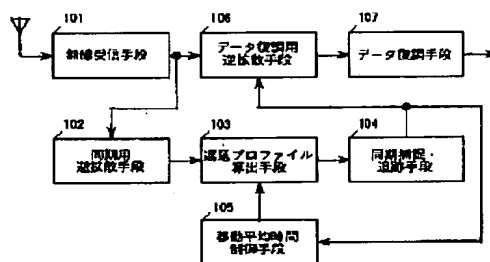 101
無線受信手段
106
データ復調用
逆拡散手段
107
データ復調手段
102
同期用
逆拡散手段
103
遅延プロファイル
算出手段
104
同期捕捉・
追跡手段
105
移動平均時間
制御手段